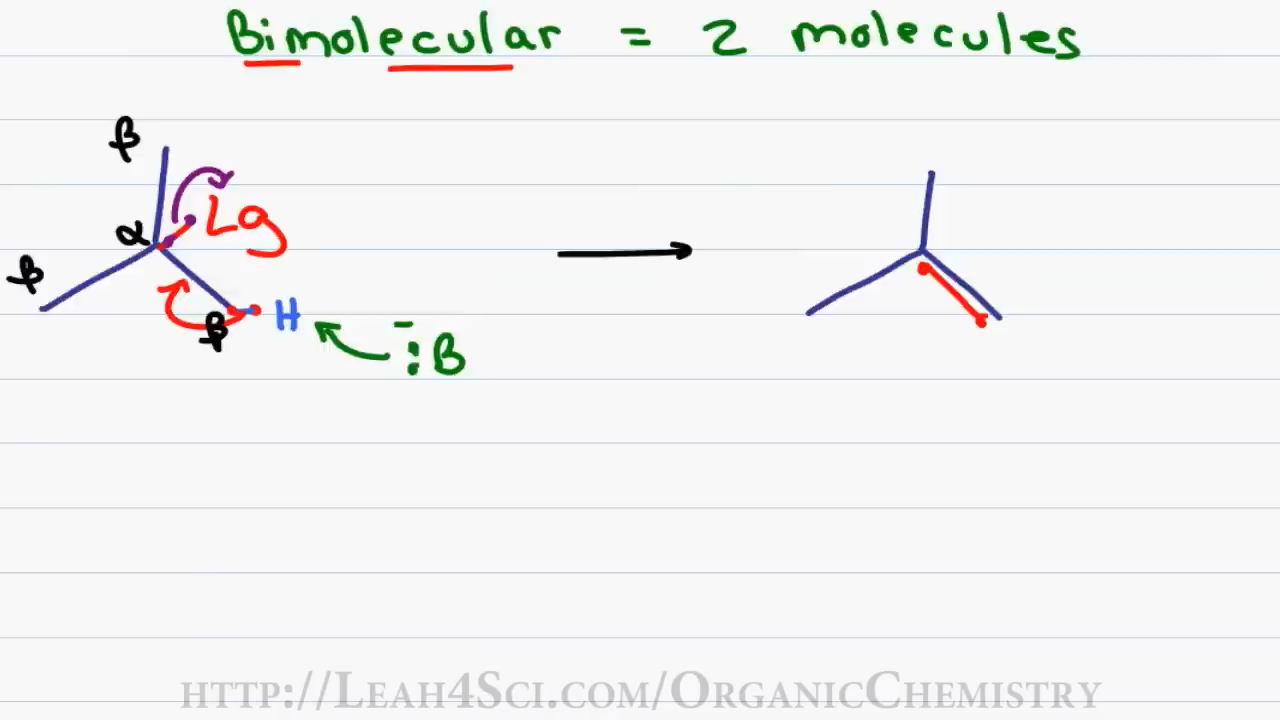 Bimolecular = 2 molecules
β
Lg
α
β
H
β
⁻:B
HTTP://LEAH4SCI.COM/ORGANICCHEMISTRY